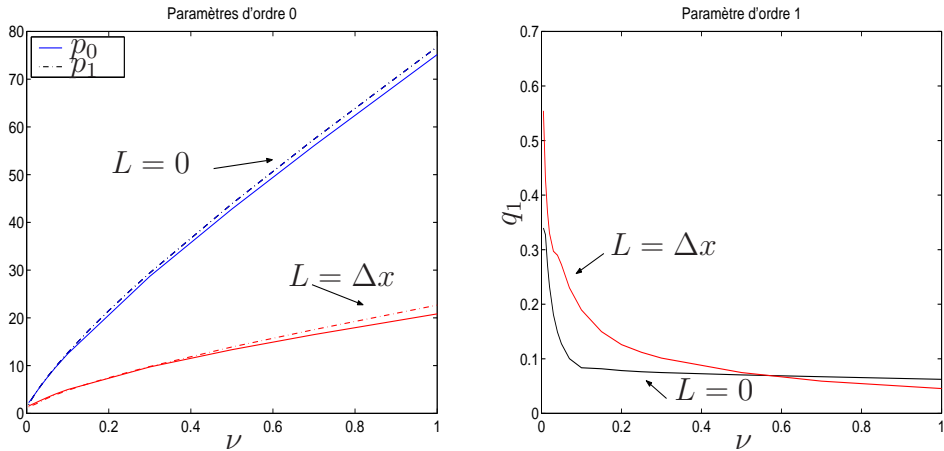 Paramètres d'ordre 0
80
70
60
50
40
30
20
10
0
p₀
p₁
L = 0
L = Δx
0
0.2
0.4
0.6
0.8
1
ν
Paramètre d'ordre 1
0.7
0.6
0.5
0.4
0.3
0.2
0.1
0
q₁
L = Δx
L = 0
0
0.2
0.4
0.6
0.8
1
ν